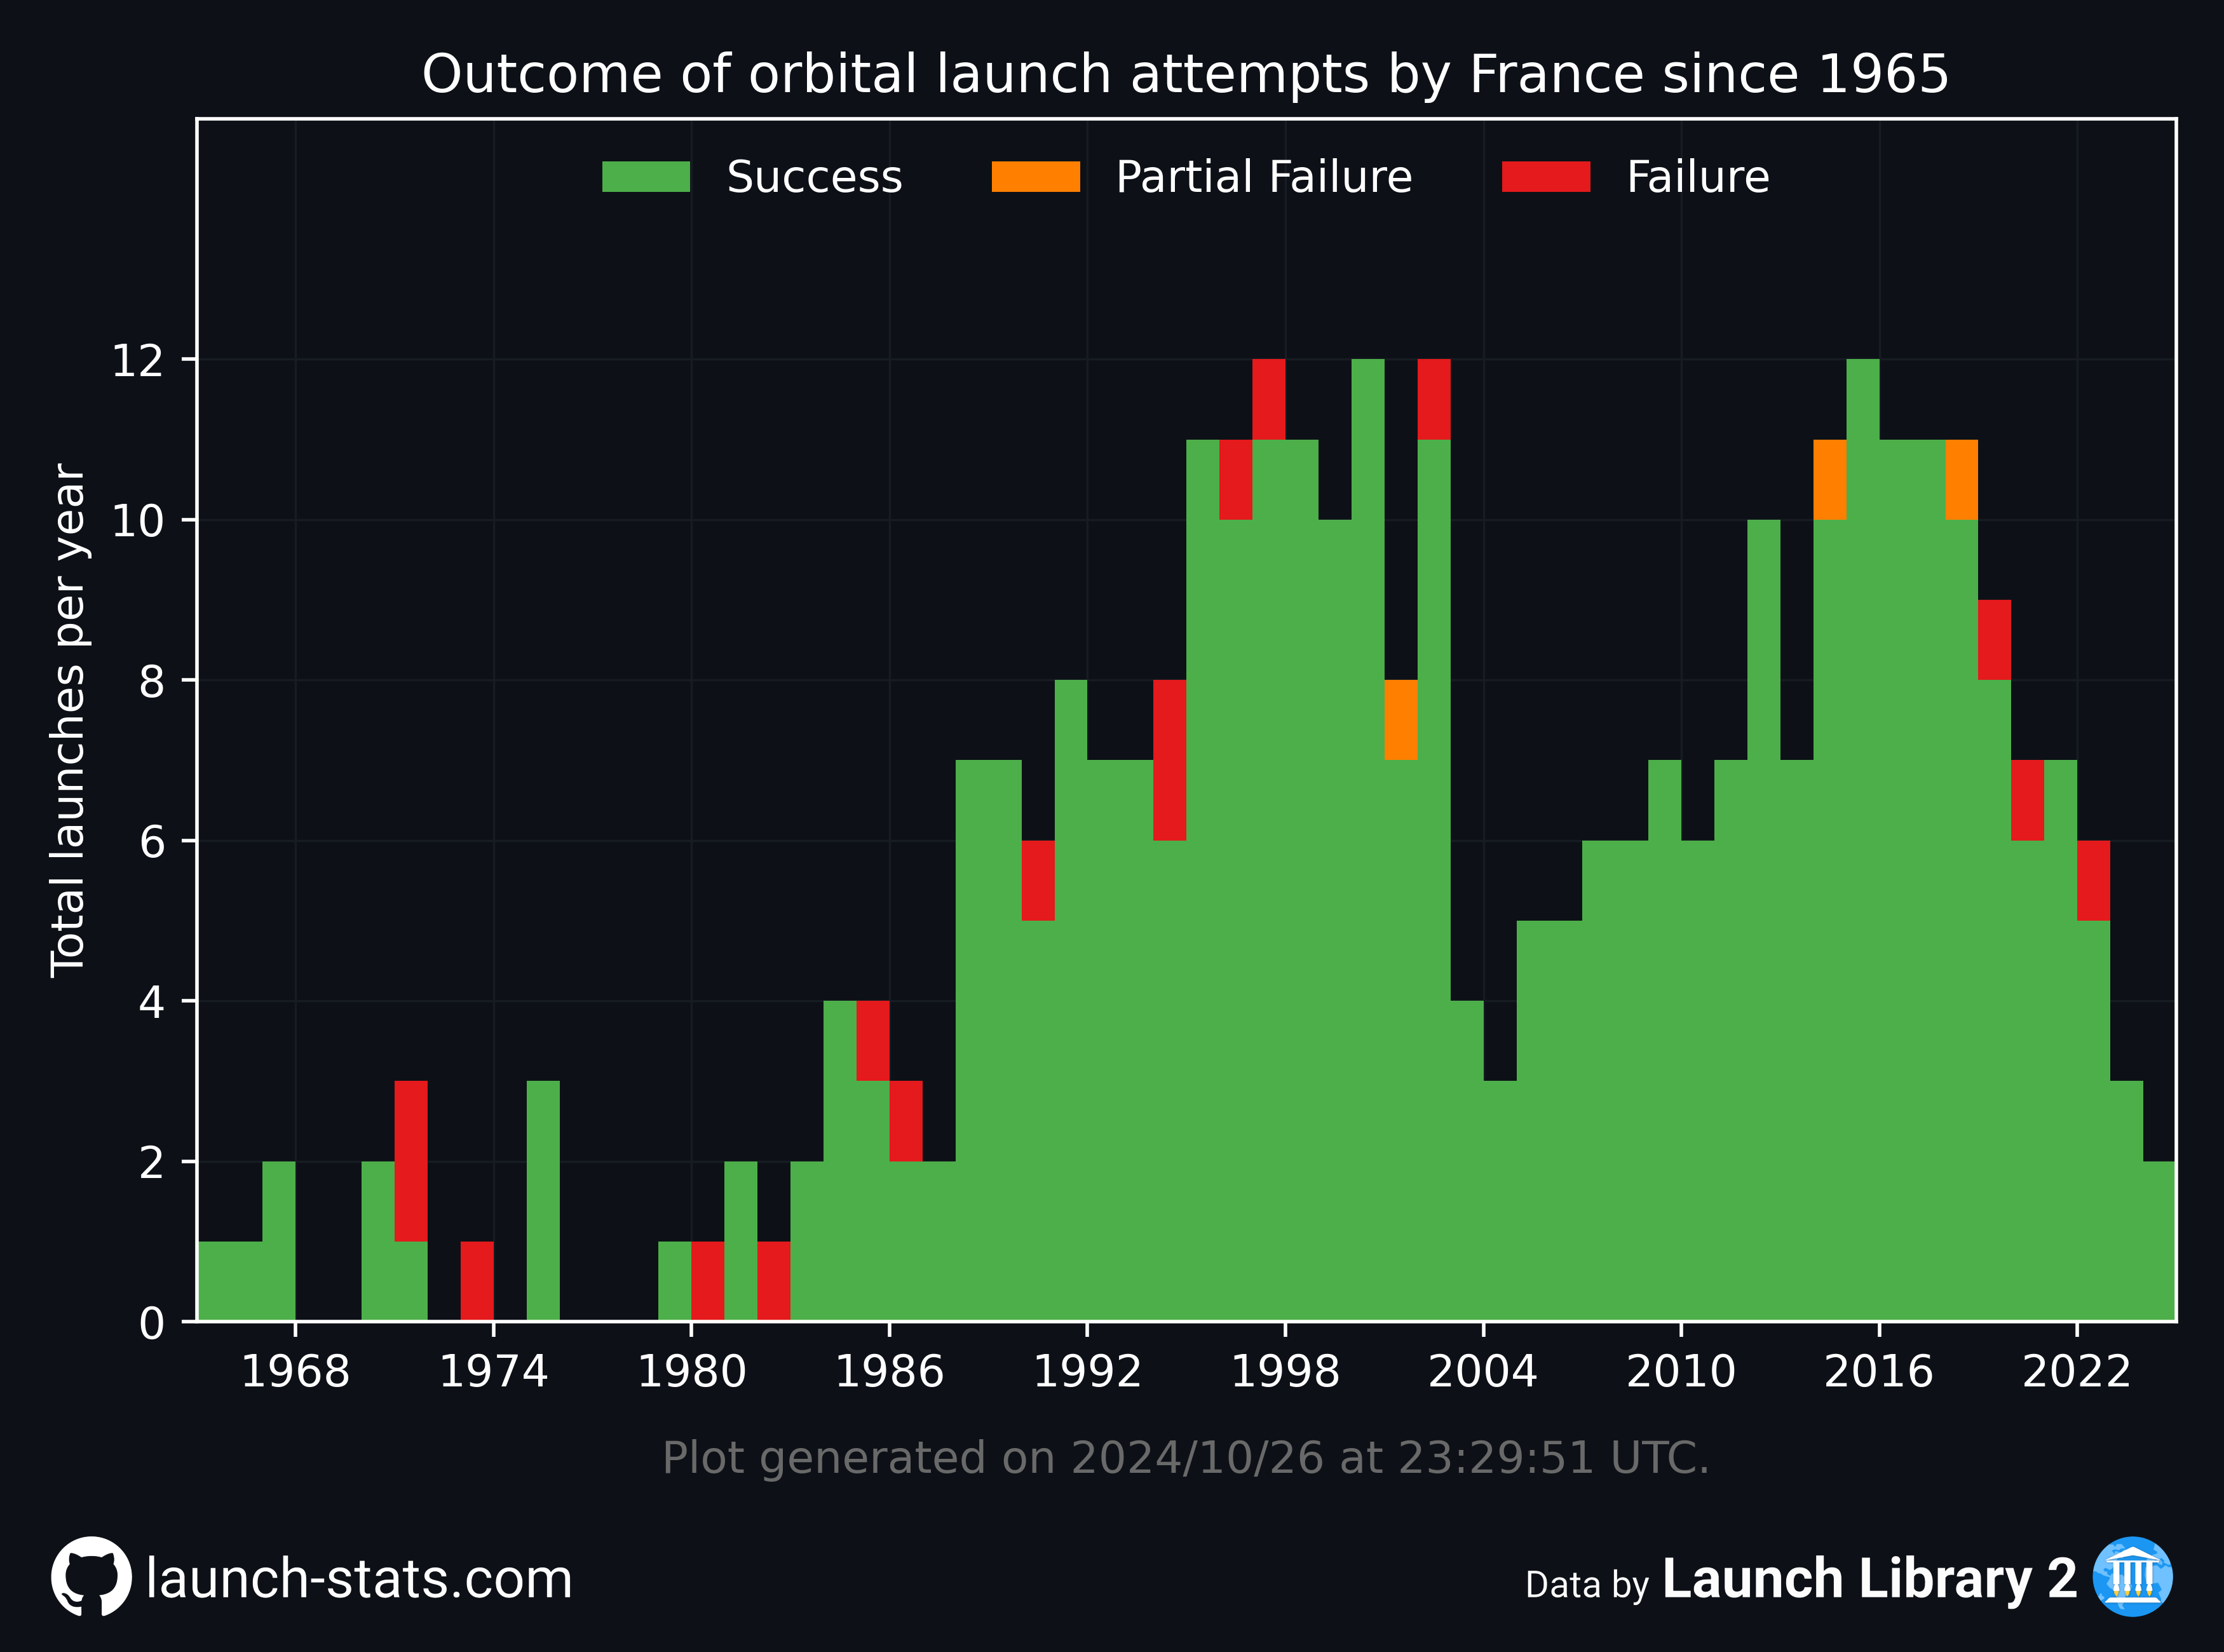 Outcome of orbital launch attempts by France since 1965
Success Partial Failure Failure
Total launches per year
12
10
8
6
4
2
0
1968 1974 1980 1986 1992 1998 2004 2010 2016 2022
Plot generated on 2024/10/26 at 23:29:51 UTC.
launch-stats.com
Data by Launch Library 2